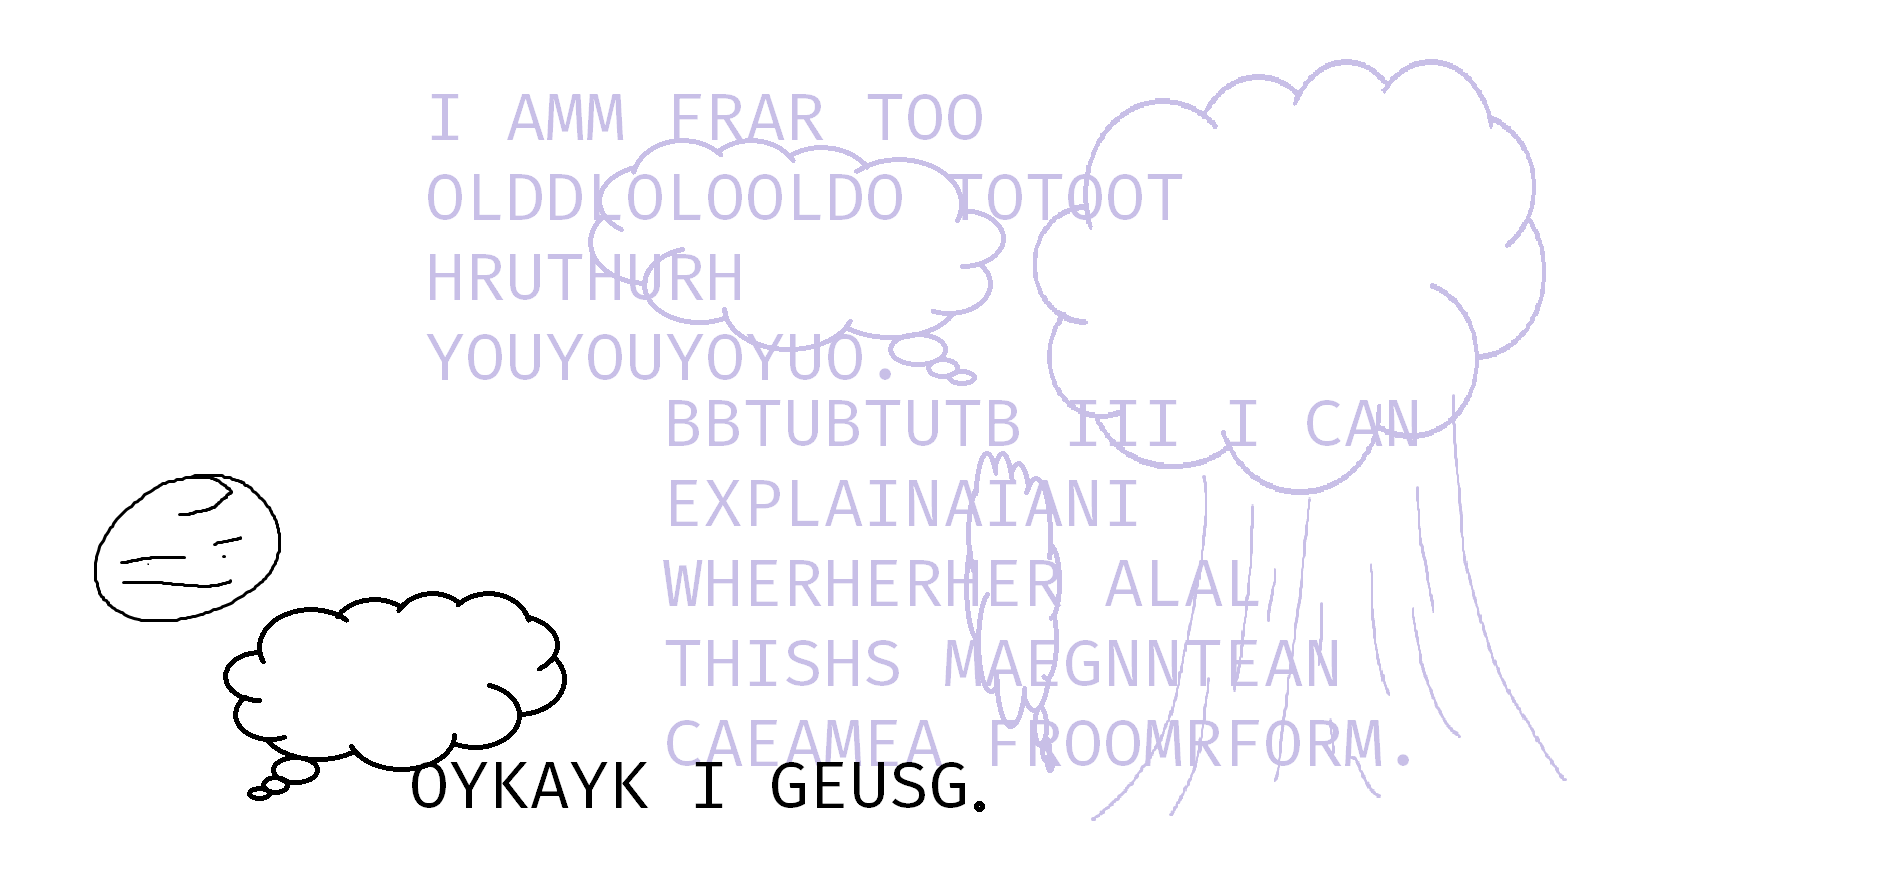 I AMM FRAR TOO
OLDDLOLOOLDO TOTOOT
HRUTHURH
YOUYOUYOYUO.
BBTUBTUTB III I CAN
EXPLAINAIANI
WHERHERHER ALAL
THISHS MAEGNNTEAN
CAEAMEA FROOMRFORM.
OYKAYK I GEUSG.